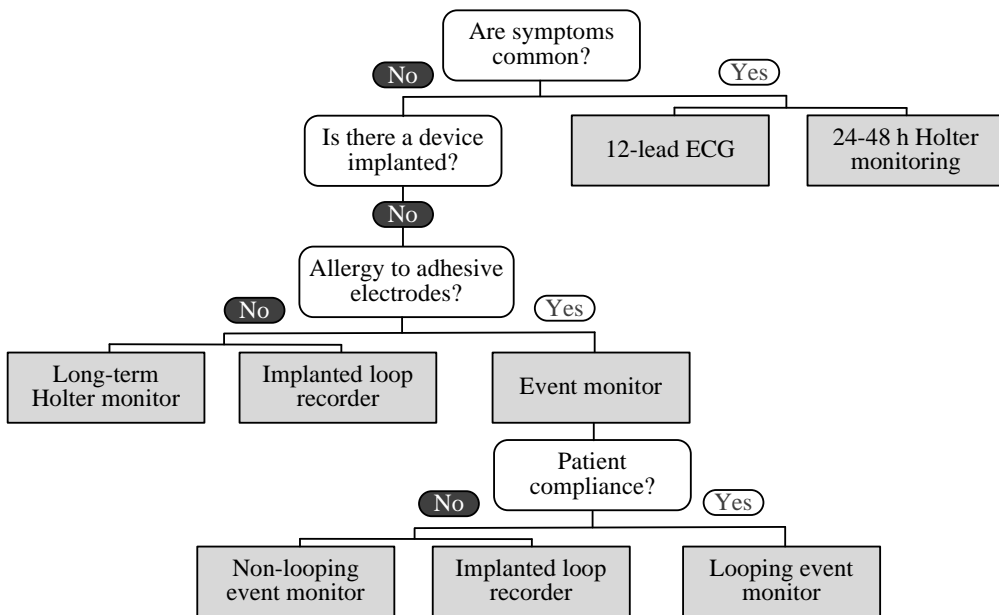 Are symptoms
common?
No
Yes
Is there a device
implanted?
12-lead ECG
24-48 h Holter
monitoring
No
Allergy to adhesive
electrodes?
No
Yes
Long-term
Holter monitor
Implanted loop
recorder
Event monitor
Patient
compliance?
No
Yes
Non-looping
event monitor
Implanted loop
recorder
Looping event
monitor